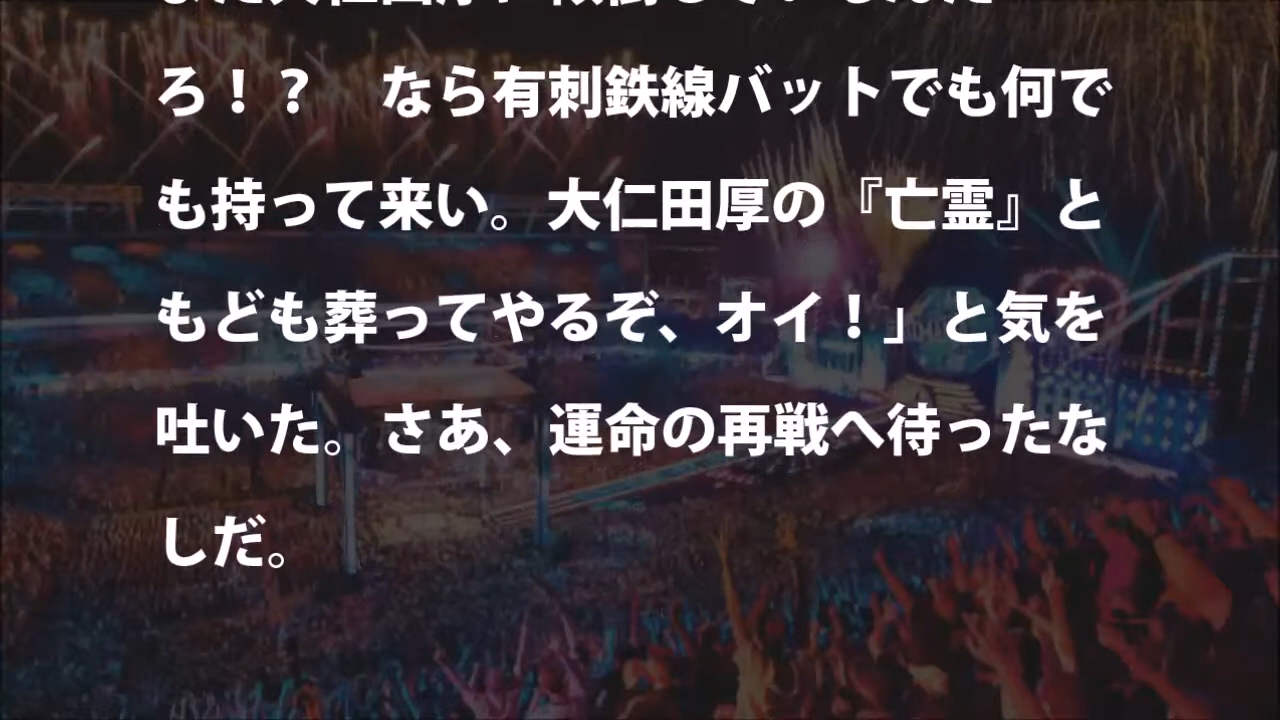 ろ！？　なら有刺鉄線バットでも何で
も持って来い。大仁田厚の『亡霊』と
もども葬ってやるぞ、オイ！」と気を
吐いた。さあ、運命の再戦へ待ったな
しだ。